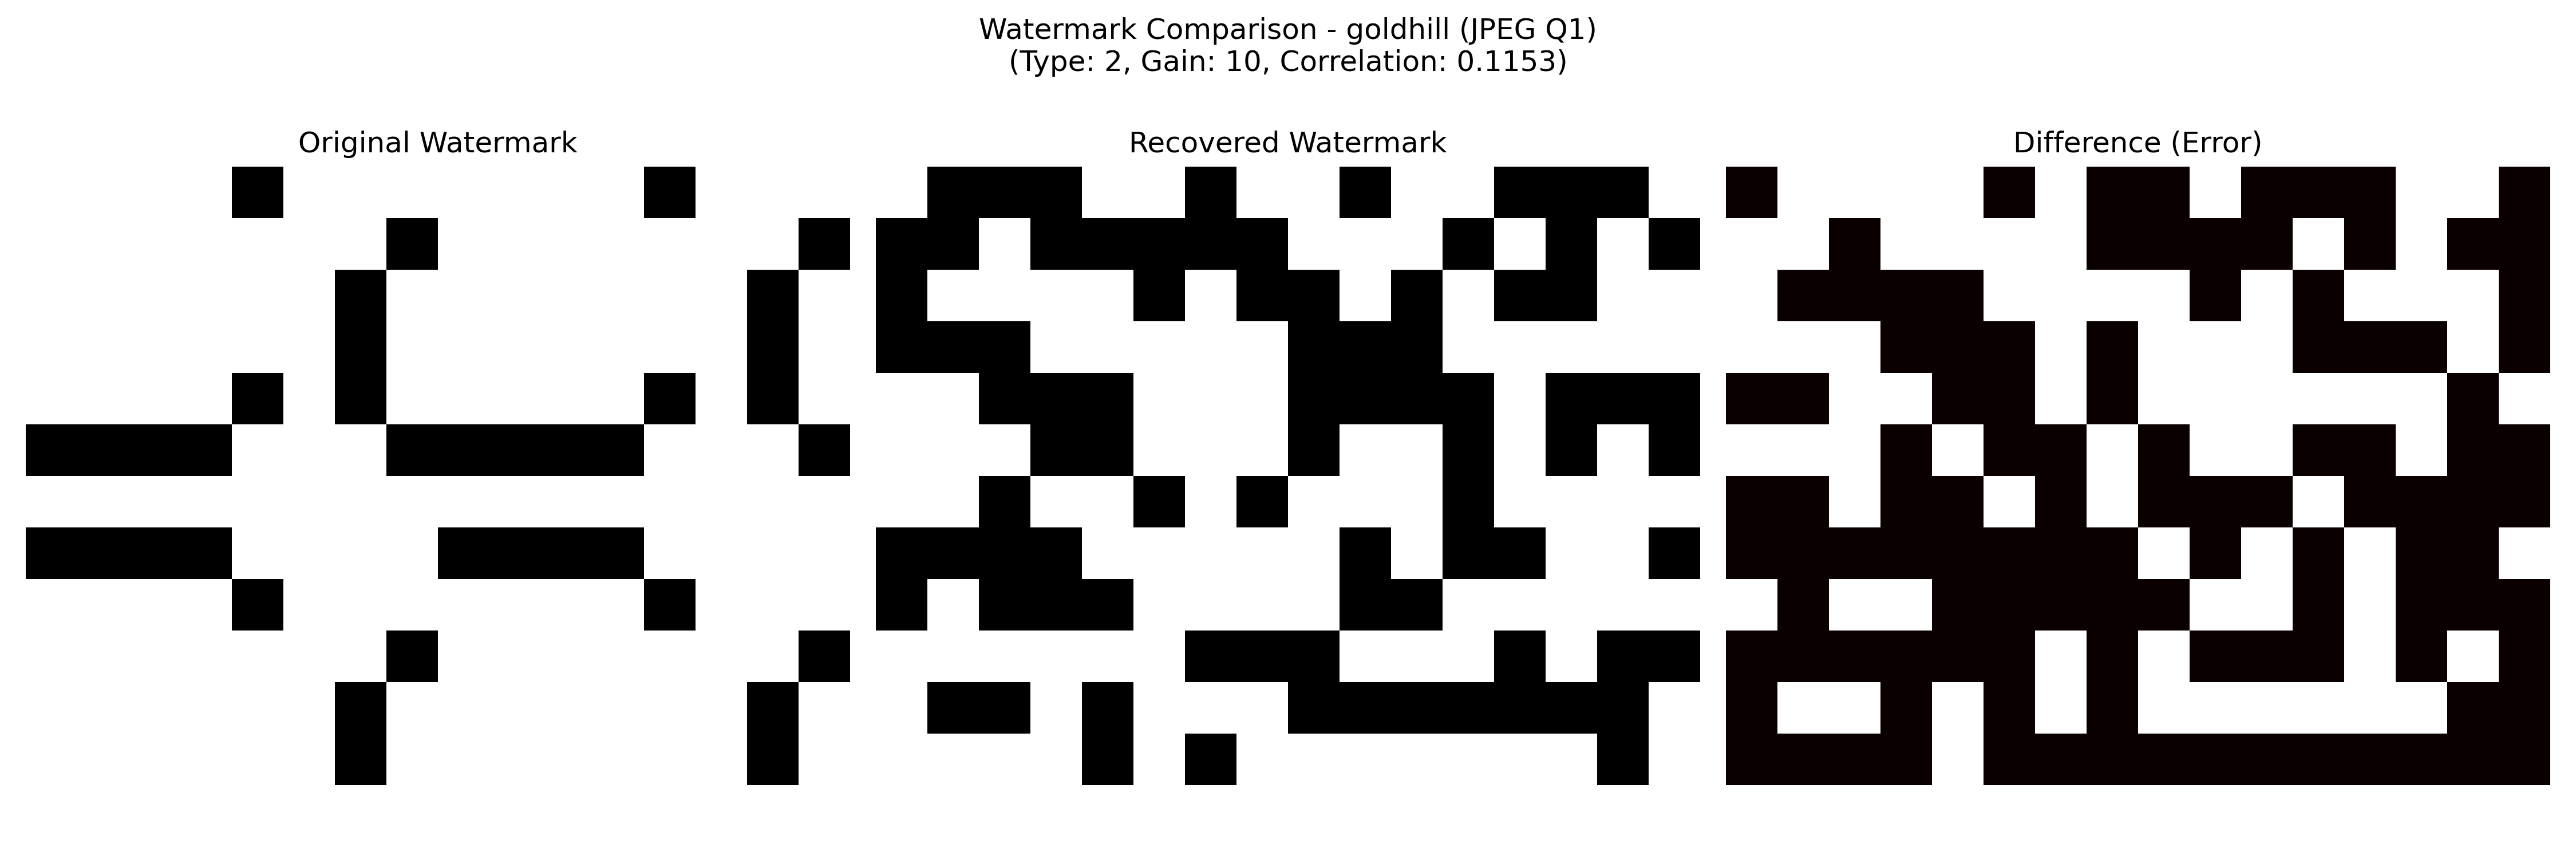 Watermark Comparison - goldhill (JPEG Q1)
(Type: 2, Gain: 10, Correlation: 0.1153)
Original Watermark
Recovered Watermark
Difference (Error)